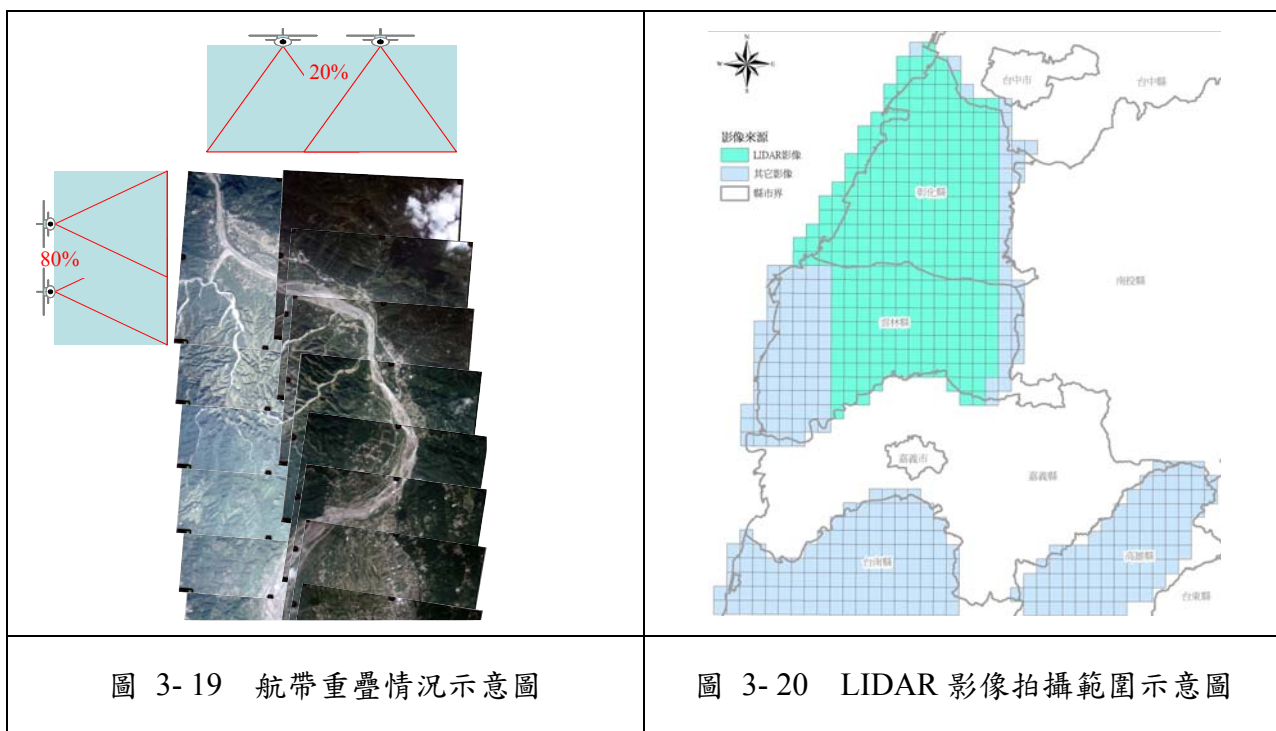 20%
80%
N
W
E
S
影像來源
LIDAR影像
其它影像
縣市界
台中市
台中縣
彰化縣
南投縣
雲林縣
嘉義市
嘉義縣
台南縣
高雄縣
台東縣
圖 3- 19 航帶重疊情況示意圖
圖 3- 20 LIDAR 影像拍攝範圍示意圖